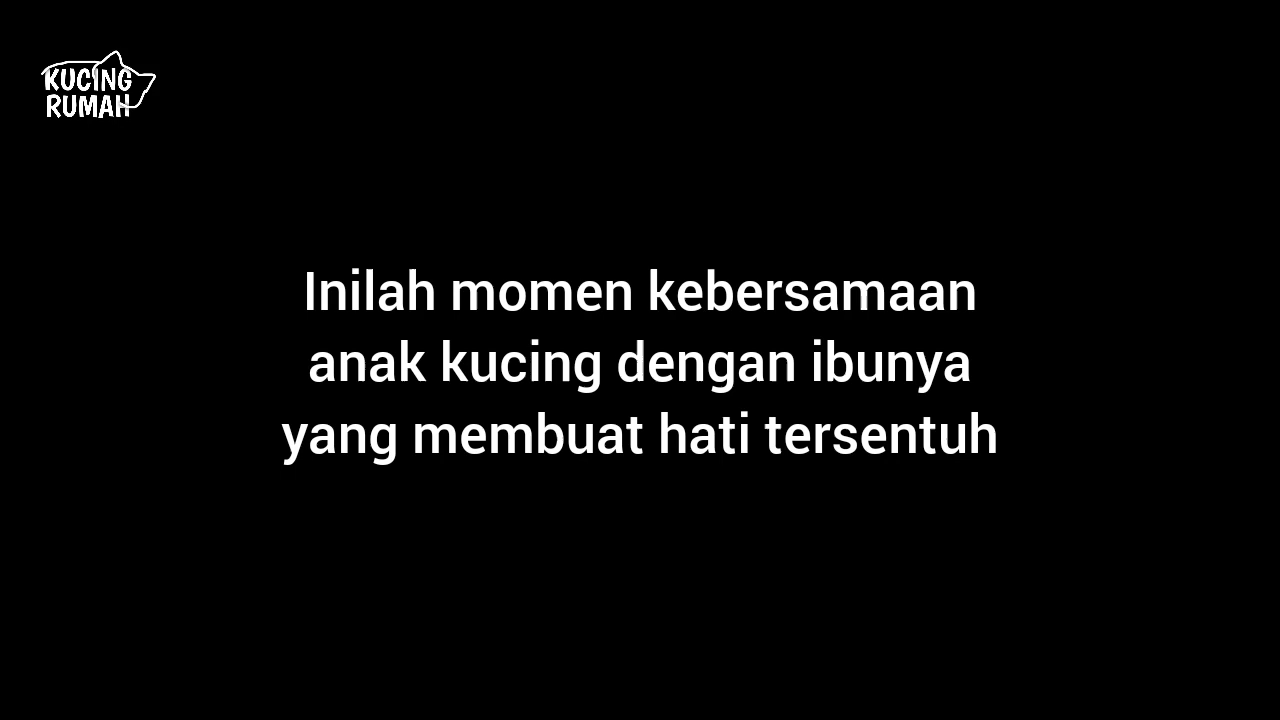 KUCING
RUMAH
Inilah momen kebersamaan
anak kucing dengan ibunya
yang membuat hati tersentuh